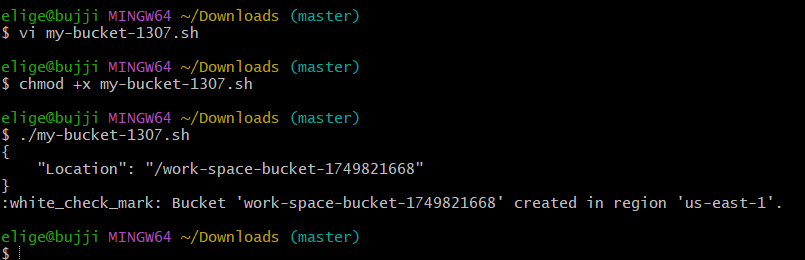 elige@bujji MINGW64 ~/Downloads (master)
$ vi my-bucket-1307.sh
elige@bujji MINGW64 ~/Downloads (master)
$ chmod +x my-bucket-1307.sh
elige@bujji MINGW64 ~/Downloads (master)
$ ./my-bucket-1307.sh
{
    "Location": "/work-space-bucket-1749821668"
}
:white_check_mark: Bucket 'work-space-bucket-1749821668' created in region 'us-east-1'.
elige@bujji MINGW64 ~/Downloads (master)
$